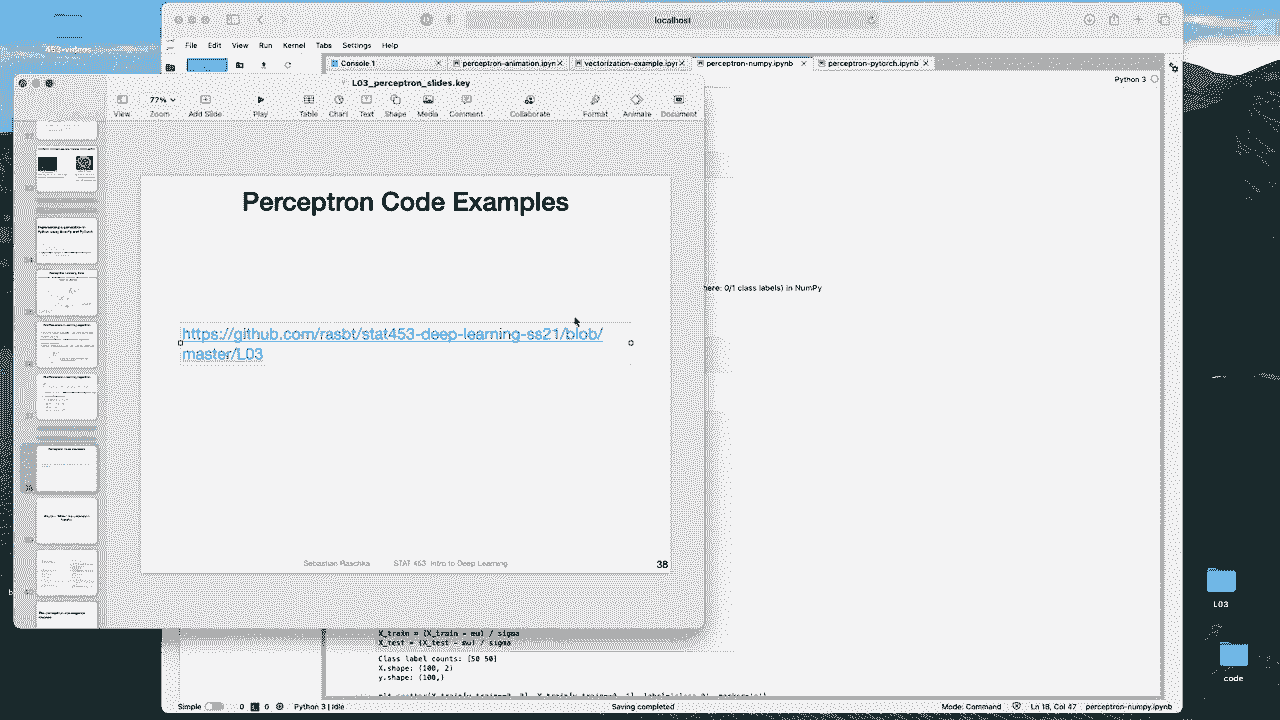 localhost
453-videos
File Edit View Run Kernel Tabs Settings Help
Console 1 perceptron-animation.ipyn vectorization-example.ipyi perceptron-numpy.ipynb perceptron-pytorch.ipynb
Python 3
L03_perceptron_slides.key
77%
View Zoom Add Slide Play Table Chart Text Shape Media Comment Collaborate Format Animate Document
Perceptron Code Examples
here: 0/1 class labels) in NumPy
https://github.com/rasbt/stat453-deep-learning-ss21/blob/
master/L03
Sebastian Raschka STAT 453: Intro to Deep Learning 38
L03
X_train = (X_train - mu) / sigma
X_test = (X_test - mu) / sigma
Class label counts: [50 50]
X.shape: (100, 2)
y.shape: (100,)
code
Simple 0 0 Python 3 | Idle Saving completed Mode: Command Ln 18, Col 47 perceptron-numpy.ipynb